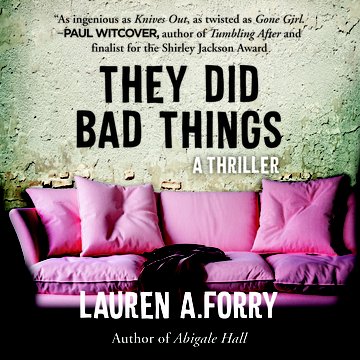 "As ingenious as Knives Out, as twisted as Gone Girl."
–PAUL WITCOVER, author of Tumbling After and
finalist for the Shirley Jackson Award
THEY DID
BAD THINGS
A THRILLER
LAUREN A.FORRY
Author of Abigale Hall